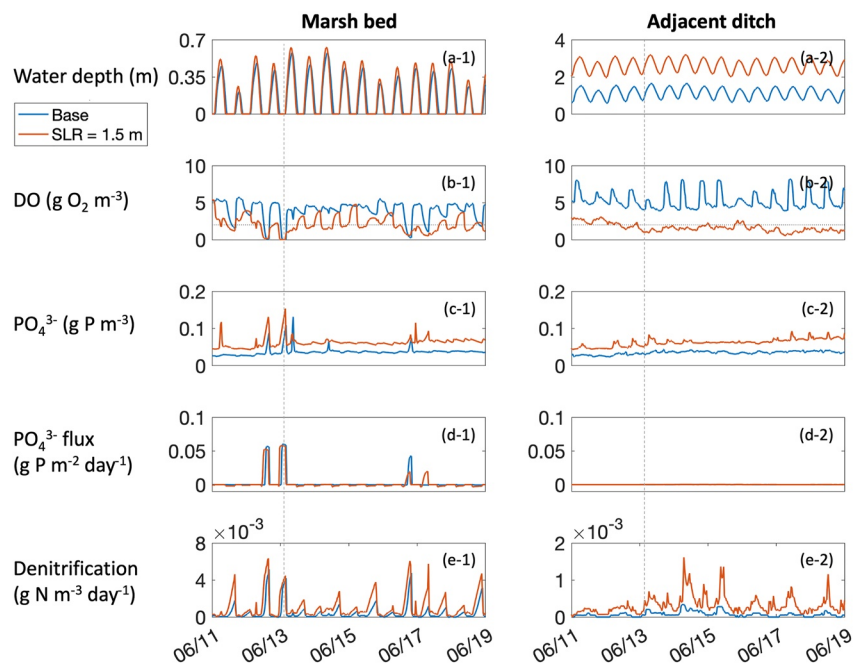 Marsh bed
Adjacent ditch
Water depth (m)
0.7
0.35
0
(a-1)
4
2
0
(a-2)
Base
SLR = 1.5 m
DO (g O₂ m⁻³)
10
5
0
(b-1)
10
5
0
(b-2)
PO₄³⁻ (g P m⁻³)
0.2
0.1
0
(c-1)
0.2
0.1
0
(c-2)
PO₄³⁻ flux
(g P m⁻² day⁻¹)
0.1
0.05
0
(d-1)
0.1
0.05
0
(d-2)
Denitrification
(g N m⁻³ day⁻¹)
×10⁻³
8
4
0
(e-1)
×10⁻³
2
1
0
(e-2)
06/11
06/13
06/15
06/17
06/19
06/11
06/13
06/15
06/17
06/19